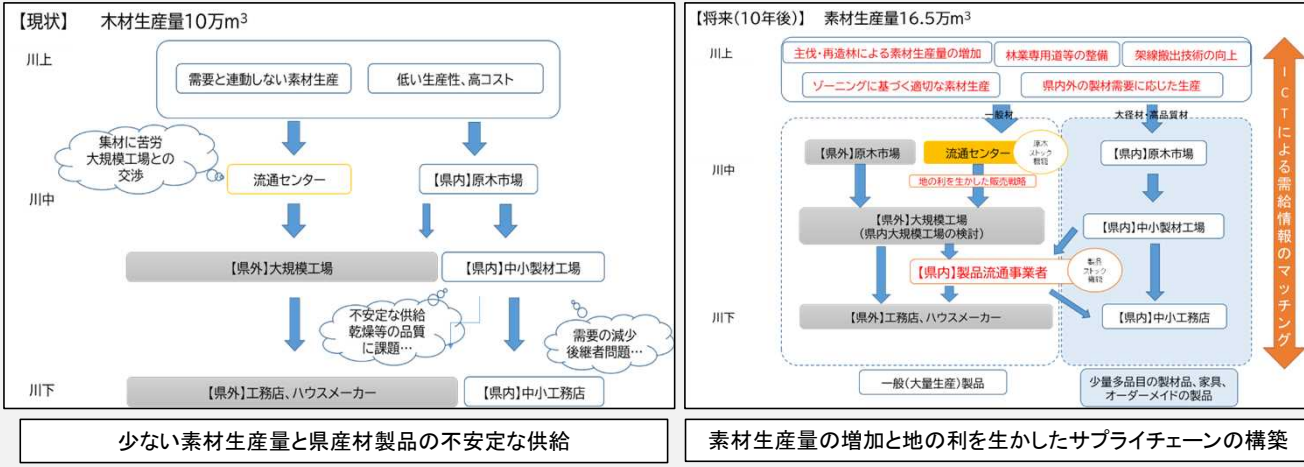 【現状】 木材生産量10万m³
川上
需要と連動しない素材生産
低い生産性、高コスト
集材に苦労
大規模工場との
交渉
流通センター
【県内】原木市場
川中
【県外】大規模工場
【県内】中小製材工場
不安定な供給
乾燥等の品質
に課題…
需要の減少
後継者問題…
川下
【県外】工務店、ハウスメーカー
【県内】中小工務店
少ない素材生産量と県産材製品の不安定な供給
【将来(10年後)】 素材生産量16.5万m³
川上
主伐・再造林による素材生産量の増加
林業専用道等の整備
架線搬出技術の向上
ゾーニングに基づく適切な素材生産
県内外の製材需要に応じた生産
一般材
大径材・高品質材
川中
【県外】原木市場
流通センター
原木
ストック
機能
【県内】原木市場
地の利を生かした販売戦略
【県外】大規模工場
(県内大規模工場の検討)
【県内】中小製材工場
【県内】製品流通事業者
製品
ストック
機能
川下
【県外】工務店、ハウスメーカー
【県内】中小工務店
一般(大量生産)製品
少量多品目の製材品、家具、
オーダーメイドの製品
ICTによる需給情報のマッチング
素材生産量の増加と地の利を生かしたサプライチェーンの構築